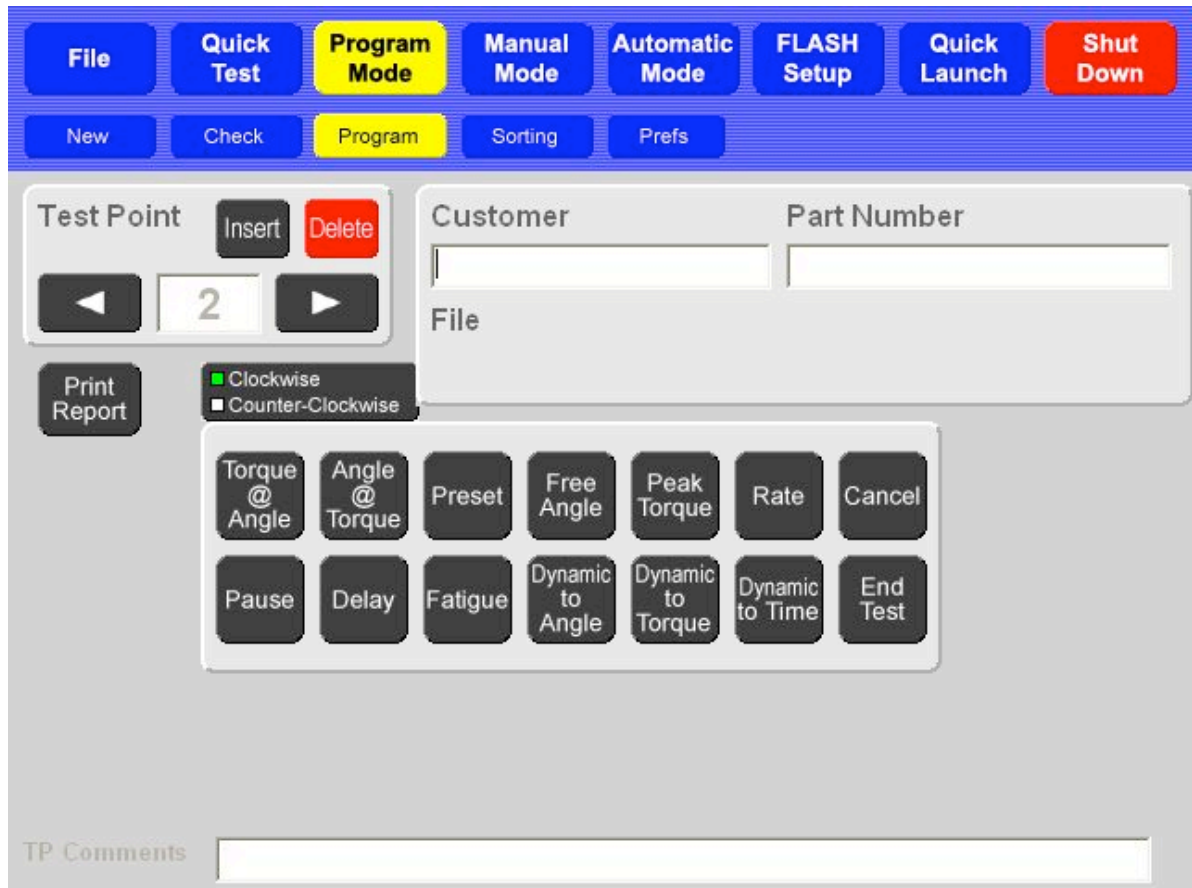 File
Quick
Test
Program
Mode
Manual
Mode
Automatic
Mode
FLASH
Setup
Quick
Launch
Shut
Down
New
Check
Program
Sorting
Prefs
Test Point
Insert
Delete
2
Customer
Part Number
File
Print
Report
Clockwise
Counter-Clockwise
Torque
@
Angle
Angle
@
Torque
Preset
Free
Angle
Peak
Torque
Rate
Cancel
Pause
Delay
Fatigue
Dynamic
to
Angle
Dynamic
to
Torque
Dynamic
to Time
End
Test
TP Comments